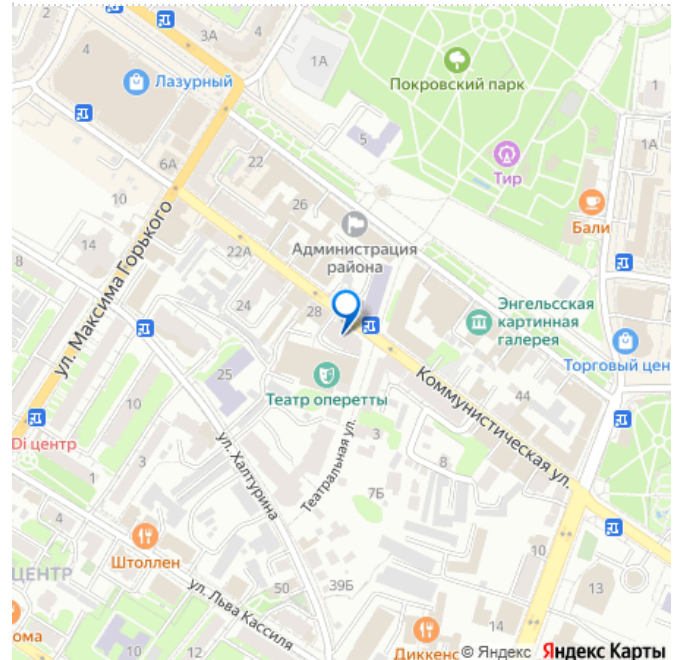 4
3А
1А
Лазурный
Покровский парк
1
5
1А
Тир
6А
22
10
26
Бали
Администрация
района
14
22А
8
ул. Максима Горького
24
28
Энгельсская
картинная
галерея
Торговый цен
25
Театр оперетты
Коммунистическая ул.
44
Di центр
ул. Халтурина
Театральная ул.
3
1
3
8
7Б
4
Штоллен
10
ЦЕНТР
50
39Б
13
ул. Льва Кассиля
ома
10
12
14
Диккенс
© Яндекс Яндекс Карты